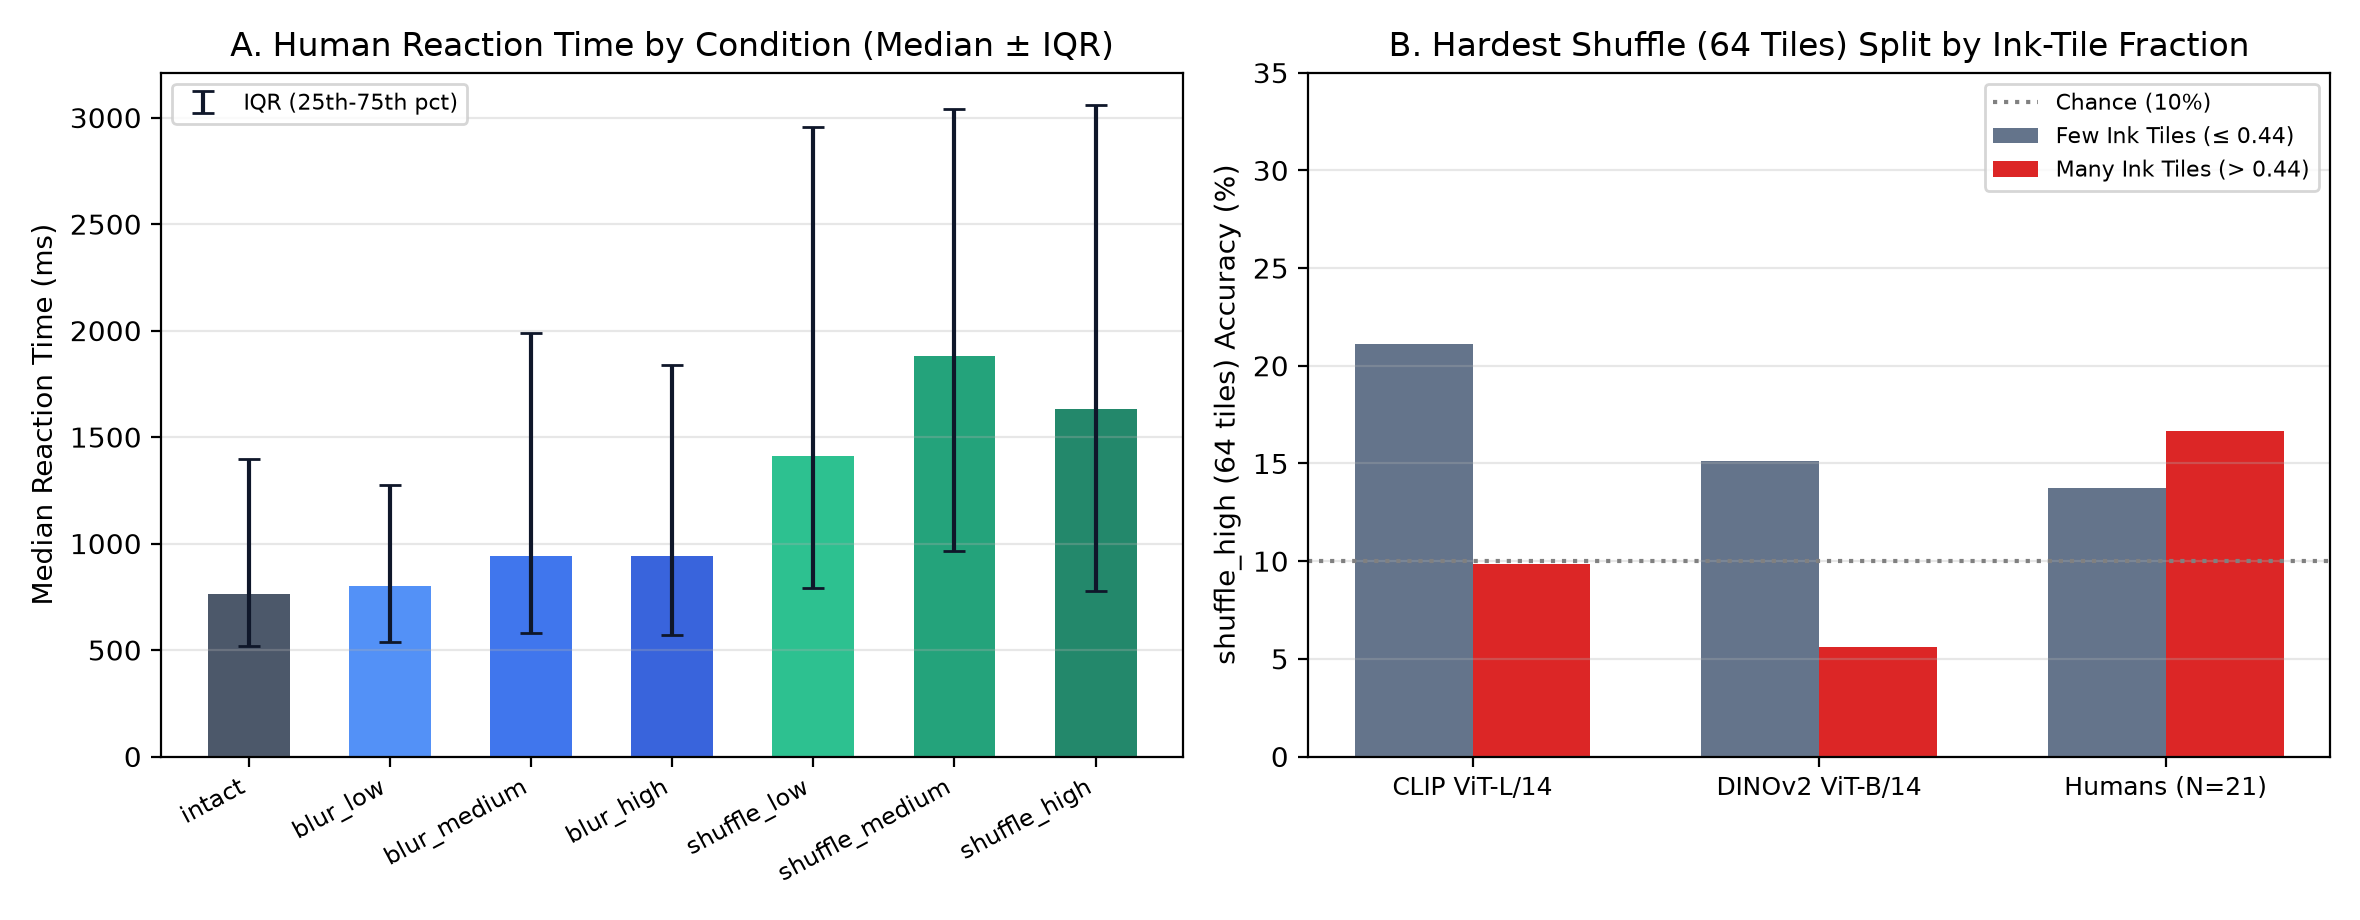 A. Human Reaction Time by Condition (Median ± IQR)
IQR (25th-75th pct)
Median Reaction Time (ms)
3000
2500
2000
1500
1000
500
0
intact
blur_low
blur_medium
blur_high
shuffle_low
shuffle_medium
shuffle_high
B. Hardest Shuffle (64 Tiles) Split by Ink-Tile Fraction
Chance (10%)
Few Ink Tiles (≤ 0.44)
Many Ink Tiles (> 0.44)
shuffle_high (64 tiles) Accuracy (%)
35
30
25
20
15
10
5
0
CLIP ViT-L/14
DINOv2 ViT-B/14
Humans (N=21)